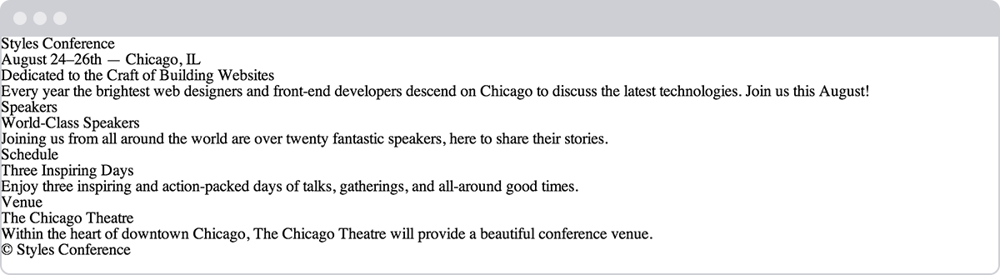 Styles Conference
August 24–26th — Chicago, IL
Dedicated to the Craft of Building Websites
Every year the brightest web designers and front-end developers descend on Chicago to discuss the latest technologies. Join us this August!
Speakers
World-Class Speakers
Joining us from all around the world are over twenty fantastic speakers, here to share their stories.
Schedule
Three Inspiring Days
Enjoy three inspiring and action-packed days of talks, gatherings, and all-around good times.
Venue
The Chicago Theatre
Within the heart of downtown Chicago, The Chicago Theatre will provide a beautiful conference venue.
© Styles Conference